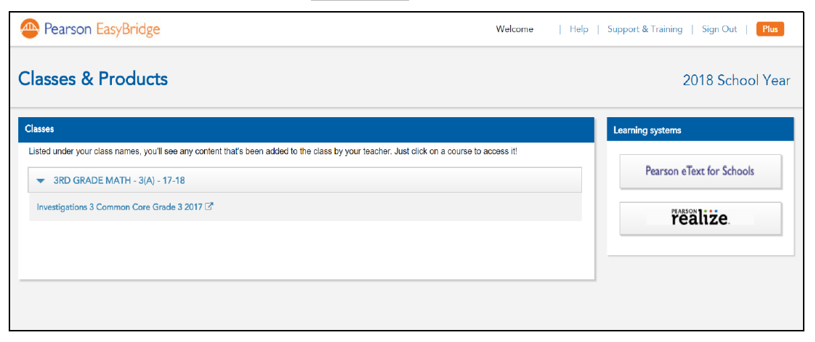 Pearson EasyBridge
Welcome | Help | Support & Training | Sign Out | Plus
Classes & Products
2018 School Year
Classes
Listed under your class names, you'll see any content that's been added to the class by your teacher. Just click on a course to access it!
3RD GRADE MATH - 3(A) - 17-18
Investigations 3 Common Core Grade 3 2017
Learning systems
Pearson eText for Schools
PEARSON
realize